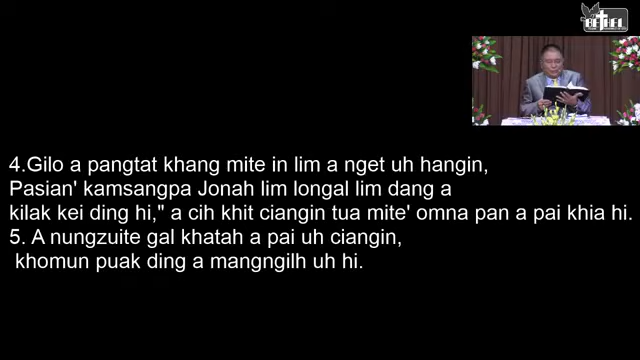 BETHEL
4.Gilo a pangtat khang mite in lim a nget uh hangin,
Pasian' kamsangpa Jonah lim longal lim dang a
kilak kei ding hi," a cih khit ciangin tua mite' omna pan a pai khia hi.
5. A nungzuite gal khatah a pai uh ciangin,
khomun puak ding a mangngilh uh hi.